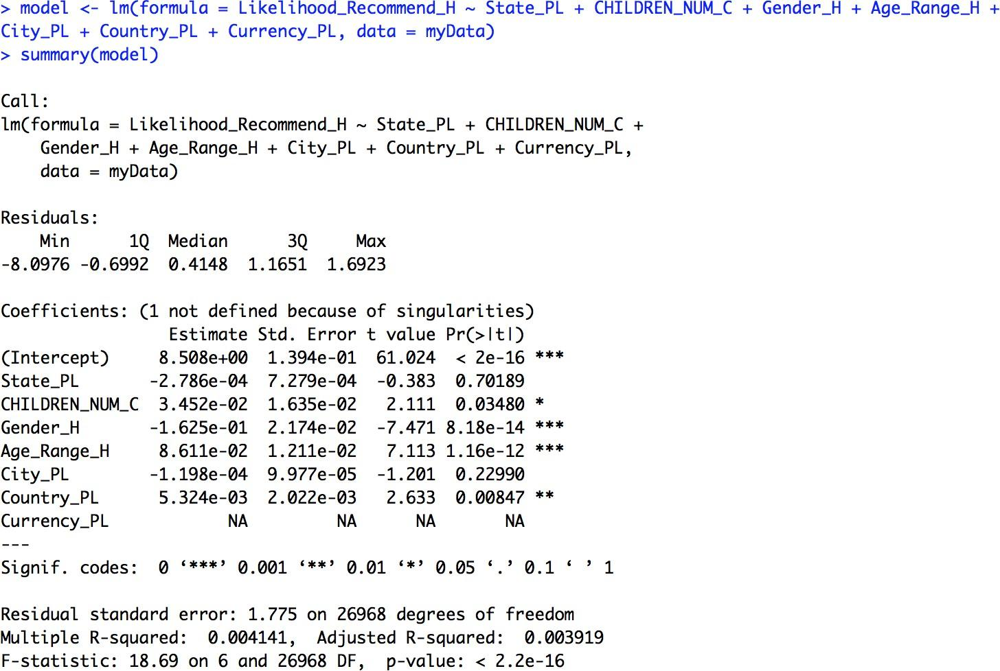 > model <- lm(formula = Likelihood_Recommend_H ~ State_PL + CHILDREN_NUM_C + Gender_H + Age_Range_H +
City_PL + Country_PL + Currency_PL, data = myData)
> summary(model)

Call:
lm(formula = Likelihood_Recommend_H ~ State_PL + CHILDREN_NUM_C +
    Gender_H + Age_Range_H + City_PL + Country_PL + Currency_PL,
    data = myData)

Residuals:
    Min      1Q  Median      3Q     Max
-8.0976 -0.6992  0.4148  1.1651  1.6923

Coefficients: (1 not defined because of singularities)
                 Estimate Std. Error t value Pr(>|t|)
(Intercept)     8.508e+00  1.394e-01  61.024  < 2e-16 ***
State_PL       -2.786e-04  7.279e-04  -0.383  0.70189
CHILDREN_NUM_C  3.452e-02  1.635e-02   2.111  0.03480 *
Gender_H       -1.625e-01  2.174e-02  -7.471 8.18e-14 ***
Age_Range_H     8.611e-02  1.211e-02   7.113 1.16e-12 ***
City_PL        -1.198e-04  9.977e-05  -1.201  0.22990
Country_PL      5.324e-03  2.022e-03   2.633  0.00847 **
Currency_PL            NA         NA      NA       NA
---
Signif. codes:  0 ‘***’ 0.001 ‘**’ 0.01 ‘*’ 0.05 ‘.’ 0.1 ‘ ’ 1

Residual standard error: 1.775 on 26968 degrees of freedom
Multiple R-squared:  0.004141,  Adjusted R-squared:  0.003919
F-statistic: 18.69 on 6 and 26968 DF,  p-value: < 2.2e-16